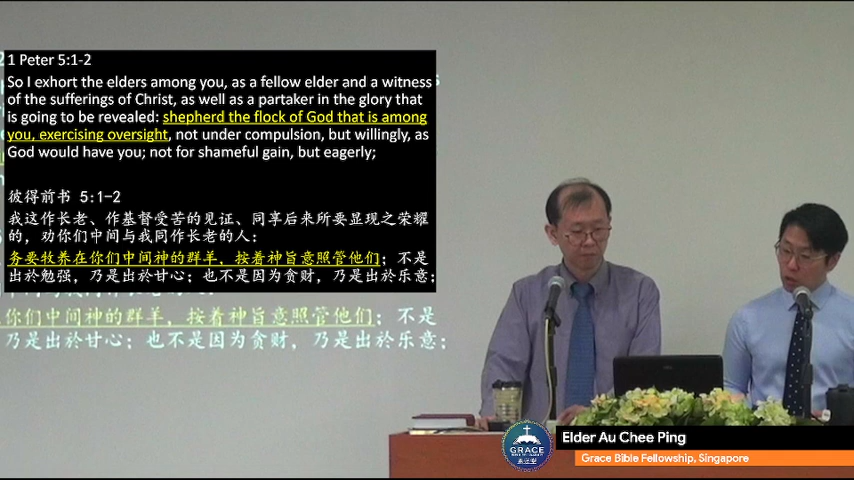 1 Peter 5:1-2
So I exhort the elders among you, as a fellow elder and a witness
of the sufferings of Christ, as well as a partaker in the glory that
is going to be revealed: shepherd the flock of God that is among
you, exercising oversight, not under compulsion, but willingly, as
God would have you; not for shameful gain, but eagerly;
彼得前书 5:1-2
我这作长老、作基督受苦的见证、同享后来所要显现之荣耀
的，劝你们中间与我同作长老的人：
务要牧养在你们中间神的群羊，按着神旨意照管他们；不是
出於勉强，乃是出於甘心；也不是因为贪财，乃是出於乐意；
你们中间神的群羊，按着神旨意照管他们；不是
乃是出於甘心；也不是因为贪财，乃是出於乐意；
GRACE
Elder Au Chee Ping
Grace Bible Fellowship, Singapore